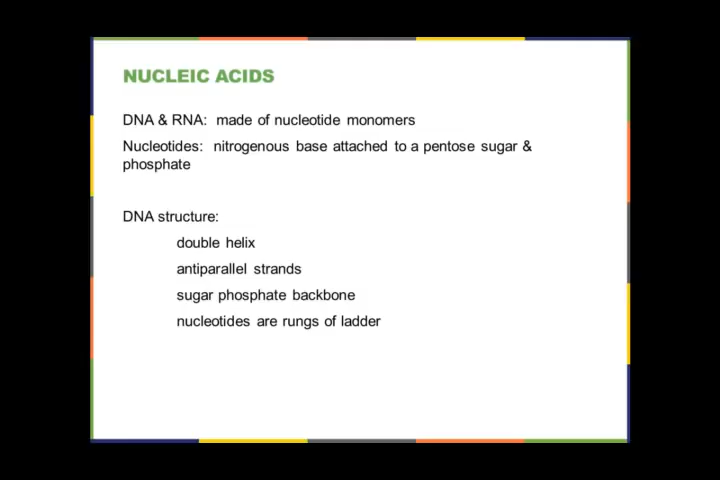 NUCLEIC ACIDS
DNA & RNA: made of nucleotide monomers
Nucleotides: nitrogenous base attached to a pentose sugar &
phosphate
DNA structure:
double helix
antiparallel strands
sugar phosphate backbone
nucleotides are rungs of ladder